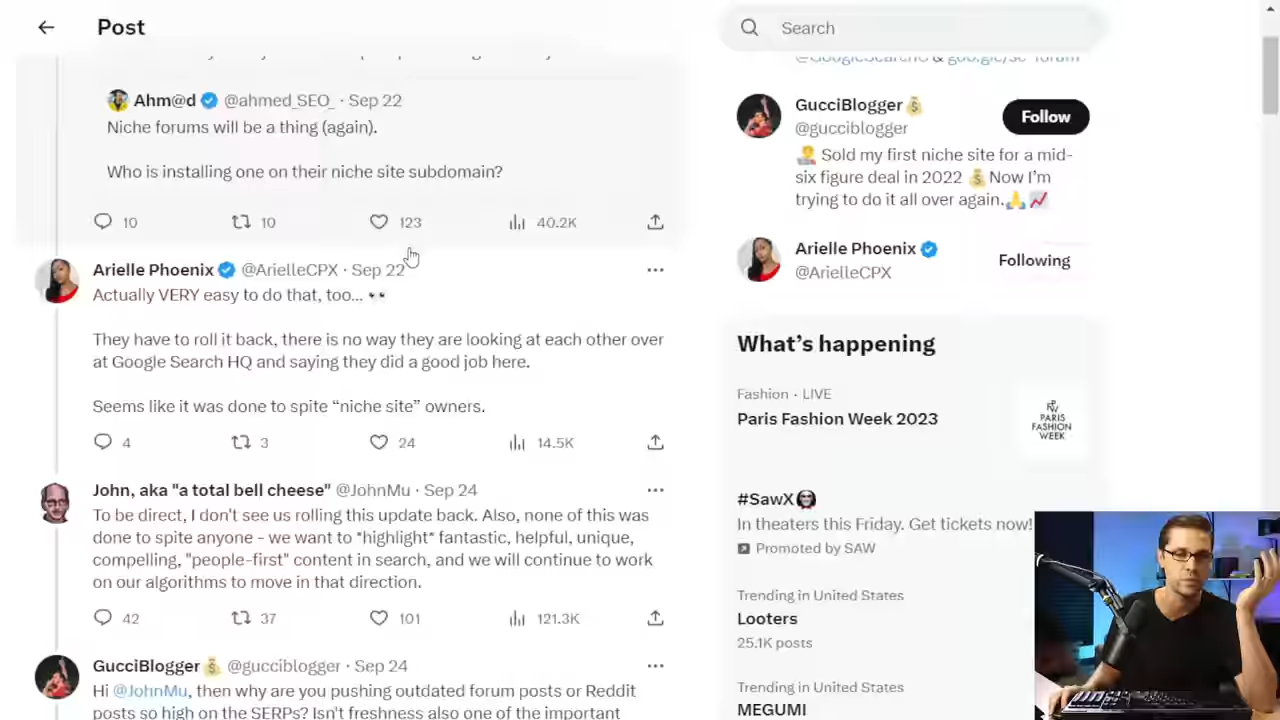 Post
Search
Ahm@d @ahmed_SEO_ · Sep 22
Niche forums will be a thing (again).
Who is installing one on their niche site subdomain?
10 10 123 40.2K
Arielle Phoenix @ArielleCPX · Sep 22
Actually VERY easy to do that, too... 👀
They have to roll it back, there is no way they are looking at each other over
at Google Search HQ and saying they did a good job here.
Seems like it was done to spite “niche site” owners.
4 3 24 14.5K
John, aka "a total bell cheese" @JohnMu · Sep 24
To be direct, I don't see us rolling this update back. Also, none of this was
done to spite anyone - we want to *highlight* fantastic, helpful, unique,
compelling, "people-first" content in search, and we will continue to work
on our algorithms to move in that direction.
42 37 101 121.3K
GucciBlogger💰 @gucciblogger · Sep 24
Hi @JohnMu, then why are you pushing outdated forum posts or Reddit
posts so high on the SERPs? Isn't freshness also one of the important
GucciBlogger💰
@gucciblogger
Follow
Sold my first niche site for a mid-
six figure deal in 2022 💰Now I’m
trying to do it all over again.🙏📈
Arielle Phoenix
@ArielleCPX
Following
What’s happening
Fashion · LIVE
Paris Fashion Week 2023
PARIS
FASHION
WEEK
#SawX
In theaters this Friday. Get tickets now!
Promoted by SAW
Trending in United States
Looters
25.1K posts
Trending in United States
MEGUMI